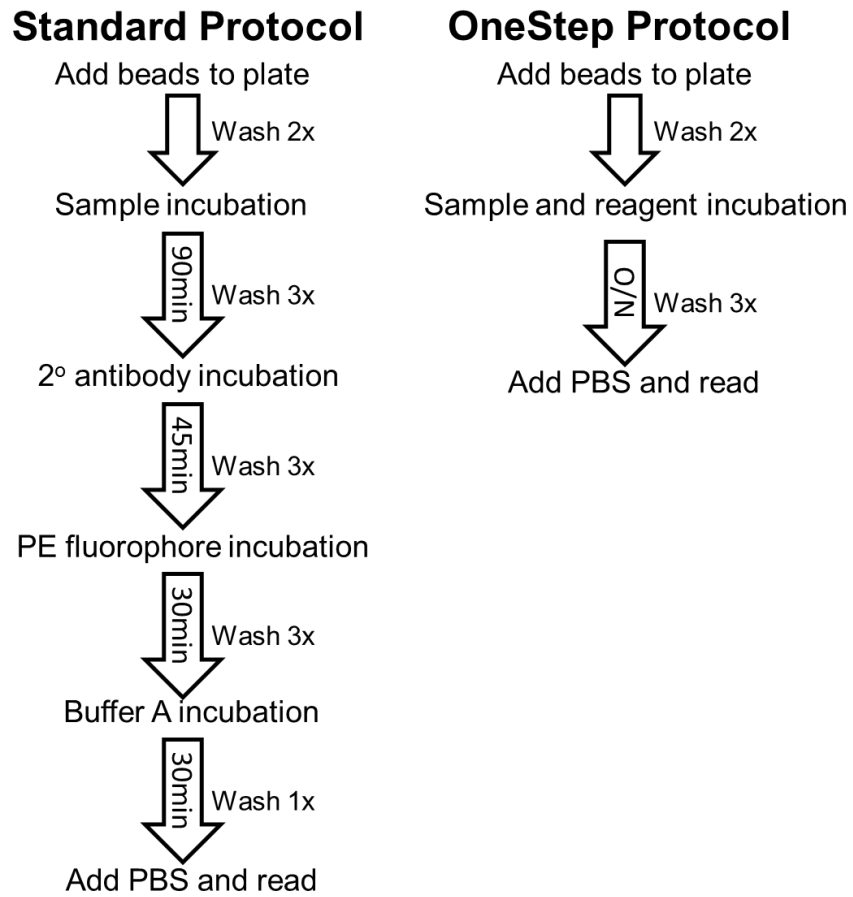 Standard Protocol
Add beads to plate
Wash 2x
Sample incubation
90min
Wash 3x
2º antibody incubation
45min
Wash 3x
PE fluorophore incubation
30min
Wash 3x
Buffer A incubation
30min
Wash 1x
Add PBS and read
OneStep Protocol
Add beads to plate
Wash 2x
Sample and reagent incubation
O/N
Wash 3x
Add PBS and read